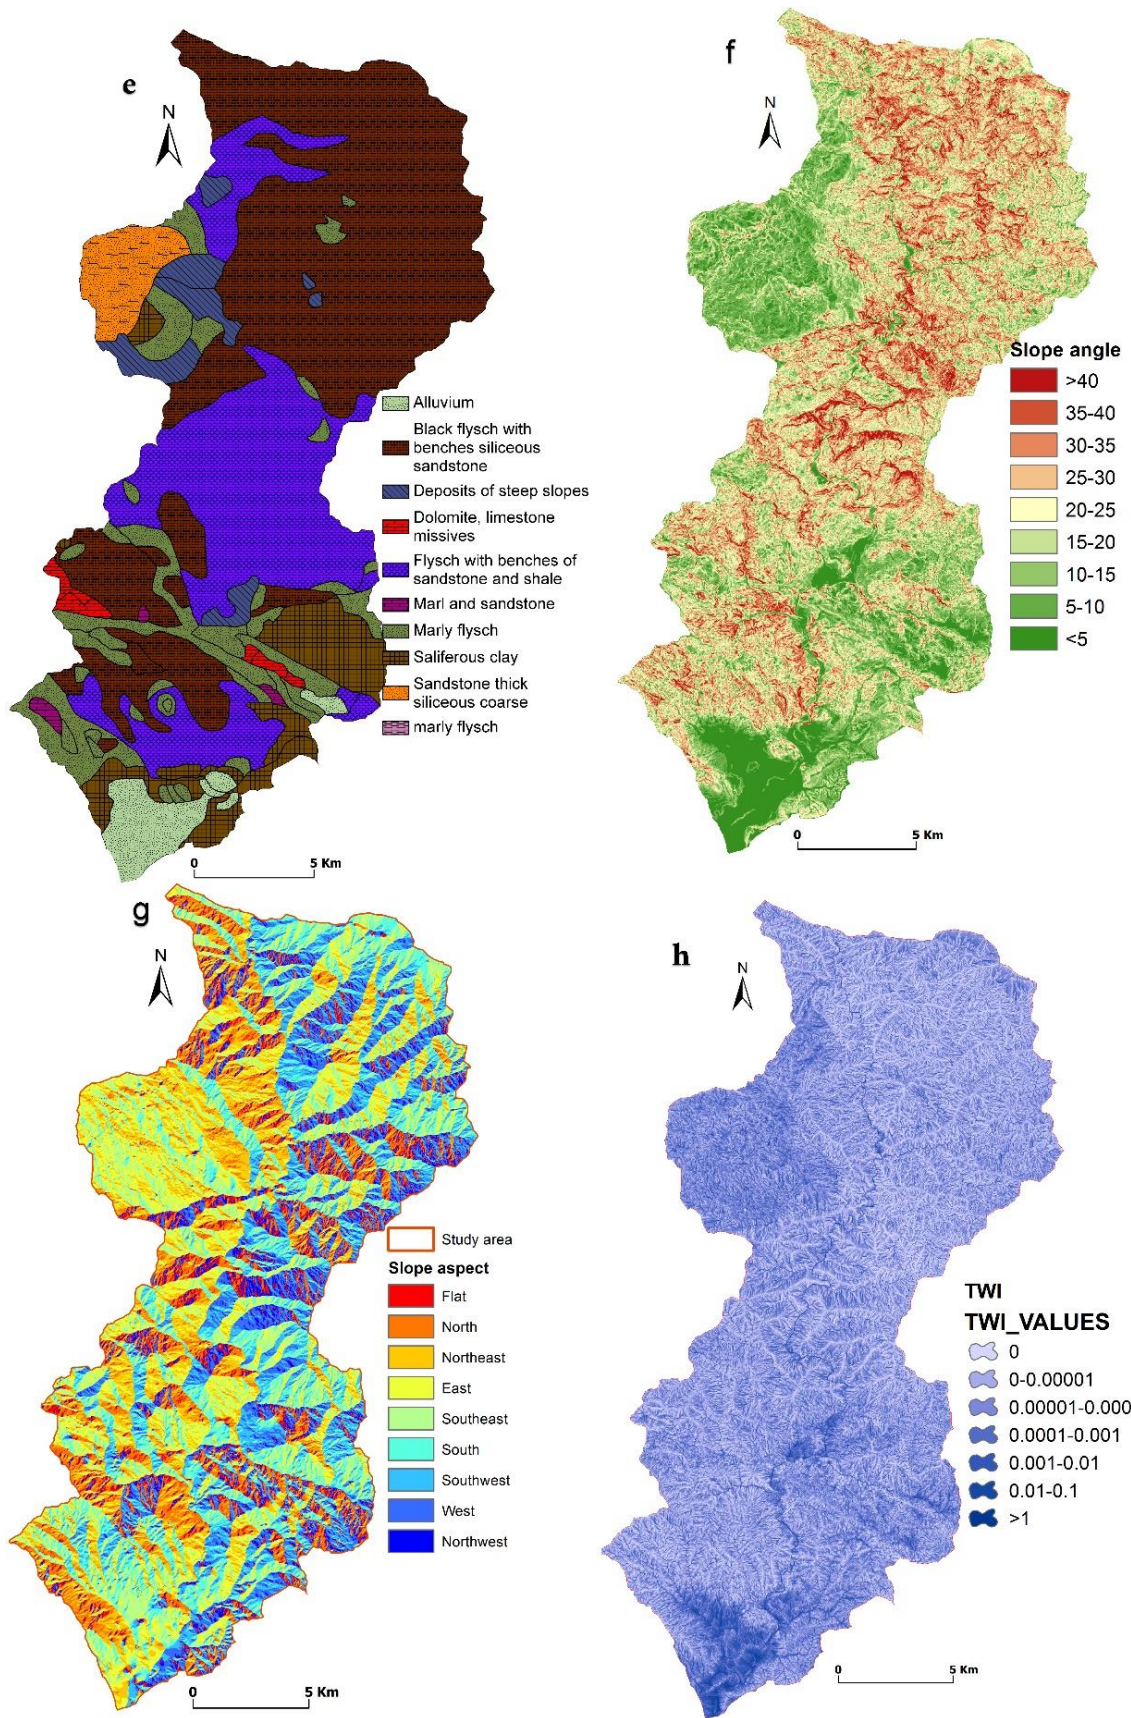 e
N
Alluvium
Black flysch with
benches siliceous
sandstone
Deposits of steep slopes
Dolomite, limestone
missives
Flysch with benches of
sandstone and shale
Marl and sandstone
Marly flysch
Saliferous clay
Sandstone thick
siliceous coarse
marly flysch
0 5 Km
f
N
Slope angle
>40
35-40
30-35
25-30
20-25
15-20
10-15
5-10
<5
0 5 Km
g
N
Study area
Slope aspect
Flat
North
Northeast
East
Southeast
South
Southwest
West
Northwest
0 5 Km
h
N
TWI
TWI_VALUES
0
0-0.00001
0.00001-0.000
0.0001-0.001
0.001-0.01
0.01-0.1
>1
0 5 Km